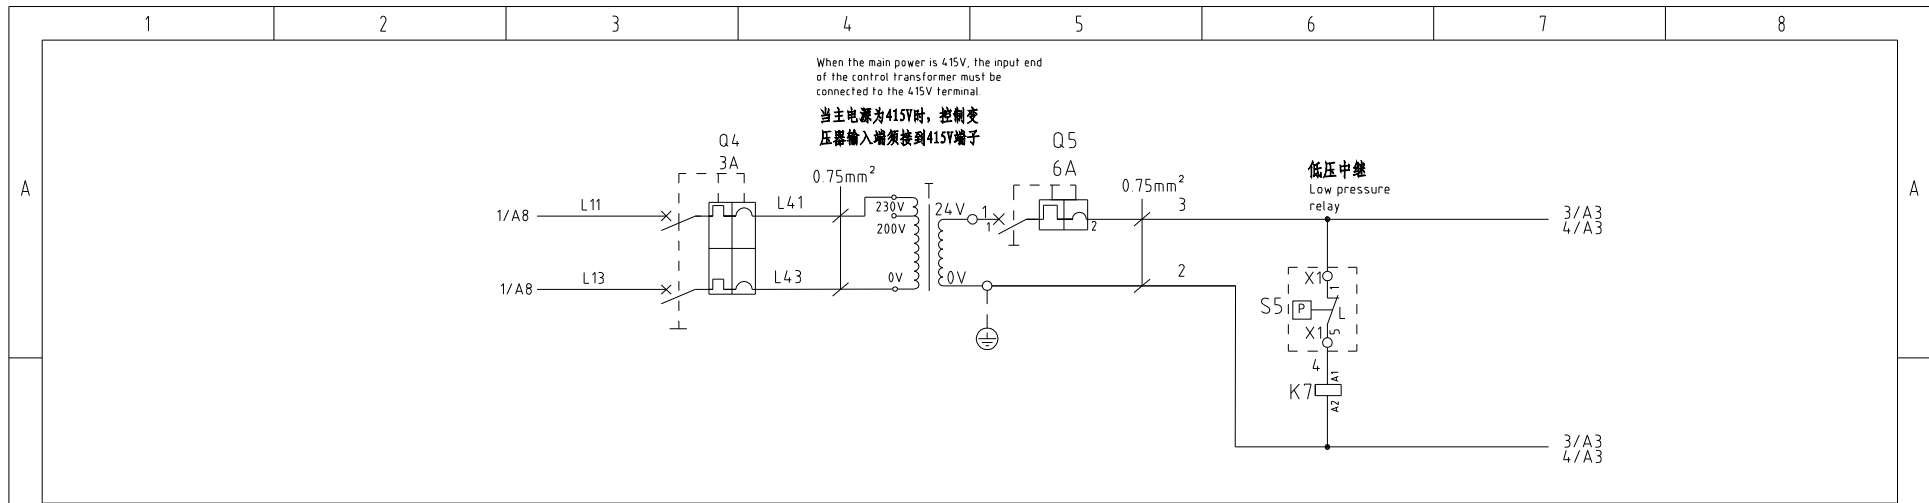 1 2 3 4 5 6 7 8
When the main power is 415V, the input end
of the control transformer must be
connected to the 415V terminal.
当主电源为415V时，控制变
压器输入端须接到415V端子
Q4
3A
Q5
6A
低压中继
Low pressure
relay
A
A
0.75mm²
0.75mm²
1/A8
L11
L41
230V
200V
24V
1
1
2
3
3/A3
4/A3
1/A8
L13
L43
0V
0V
2
X1
1
S5
P
L
X1
5
4
K7
A1
A2
3/A3
4/A3